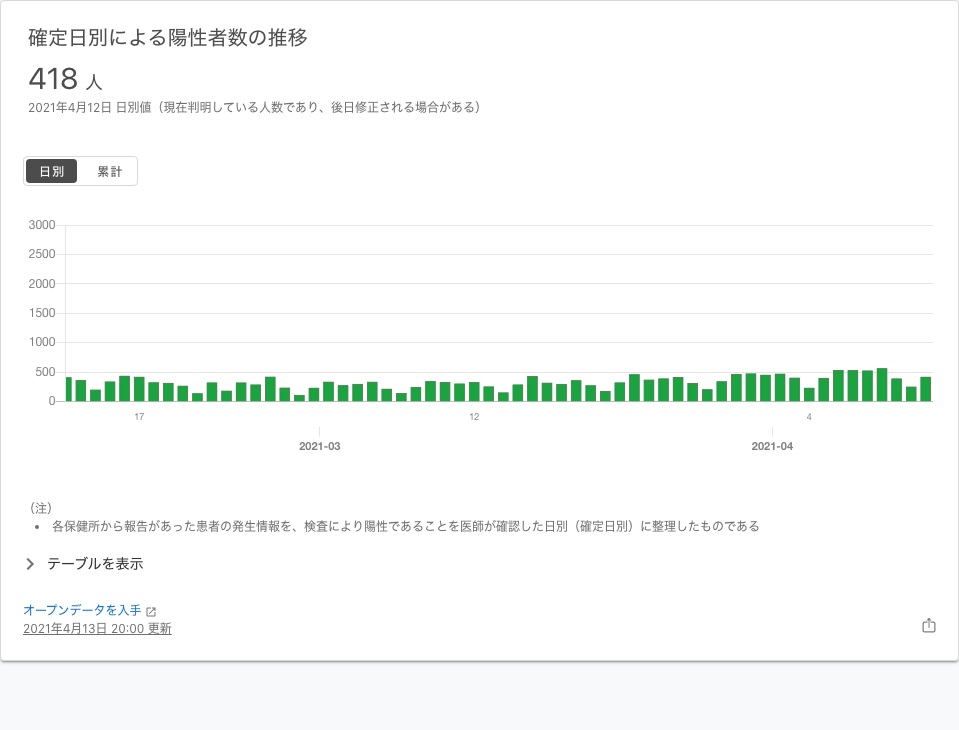 確定日別による陽性者数の推移
418 人
2021年4月12日 日別値（現在判明している人数であり、後日修正される場合がある）
日別 累計
3000
2500
2000
1500
1000
500
0
17 12 4
2021-03 2021-04
（注）
• 各保健所から報告があった患者の発生情報を、検査により陽性であることを医師が確認した日別（確定日別）に整理したものである
テーブルを表示
オープンデータを入手
2021年4月13日 20:00 更新